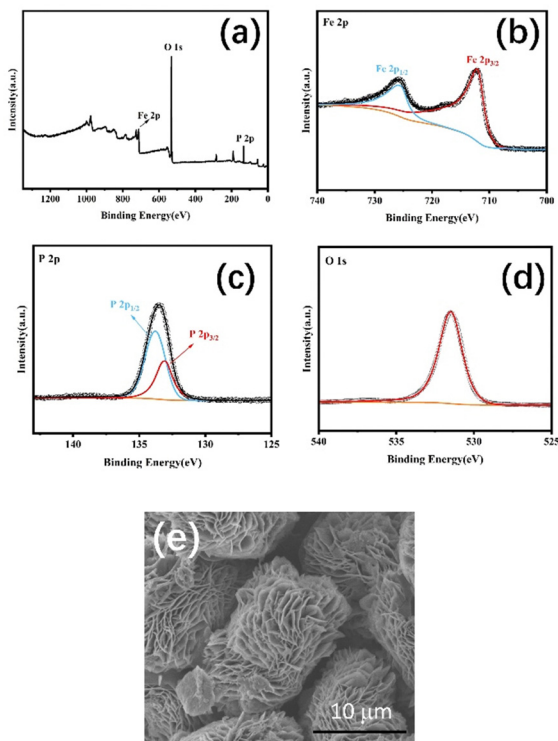 (a)
O 1s
Fe 2p
P 2p
Intensity(a.u.)
1200 1000 800 600 400 200 0
Binding Energy(eV)
Fe 2p
(b)
Fe 2p3/2
Fe 2p1/2
Intensity(a.u.)
740 730 720 710 700
Binding Energy(eV)
P 2p
(c)
P 2p1/2
P 2p3/2
Intensity(a.u.)
140 135 130 125
Binding Energy(eV)
O 1s
(d)
Intensity(a.u.)
540 535 530 525
Binding Energy(eV)
(e)
10 μm